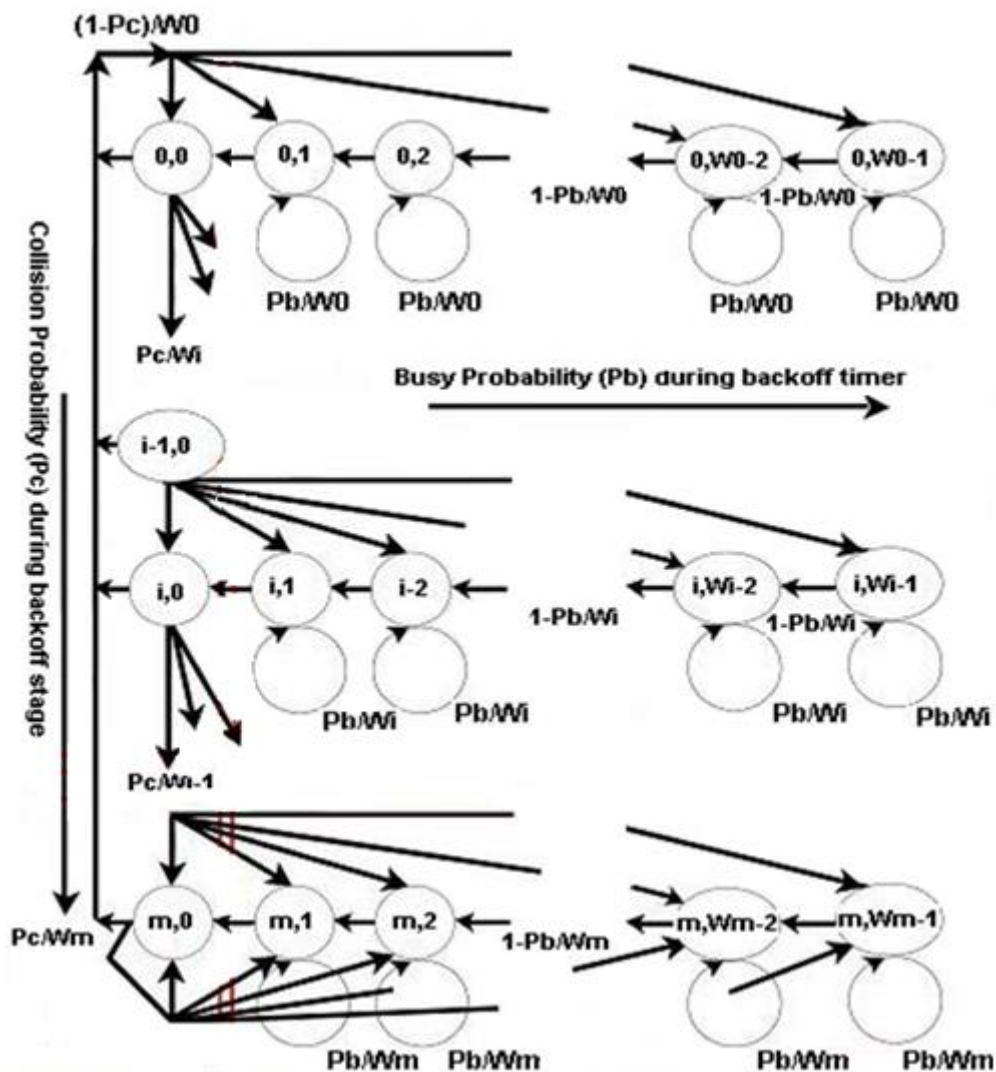 (1-Pc)/W0
0,0
0,1
0,2
0,W0-2
0,W0-1
1-Pb/W0
1-Pb/W0
Pb/W0
Pb/W0
Pb/W0
Pb/W0
Pc/Wi
Collision Probability (Pc) during backoff stage
Busy Probability (Pb) during backoff timer
i-1,0
i,0
i,1
i-2
i,Wi-2
i,Wi-1
1-Pb/Wi
1-Pb/Wi
Pb/Wi
Pb/Wi
Pb/Wi
Pb/Wi
Pc/Wi-1
m,0
m,1
m,2
m,Wm-2
m,Wm-1
Pc/Wm
1-Pb/Wm
Pb/Wm
Pb/Wm
Pb/Wm
Pb/Wm